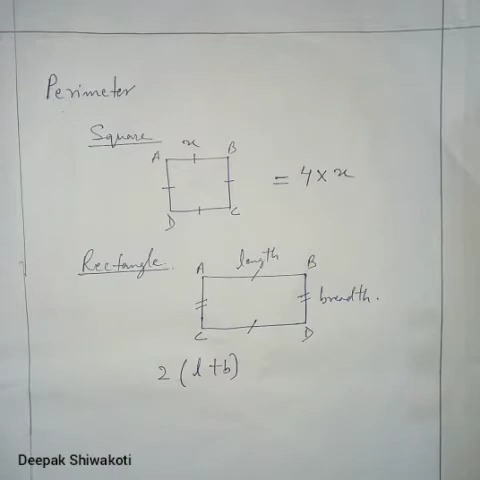 Perimeter
Square
x
A B
= 4 × x
D C
Rectangle.
A length B
breadth.
C D
2 (l+b)
Deepak Shiwakoti